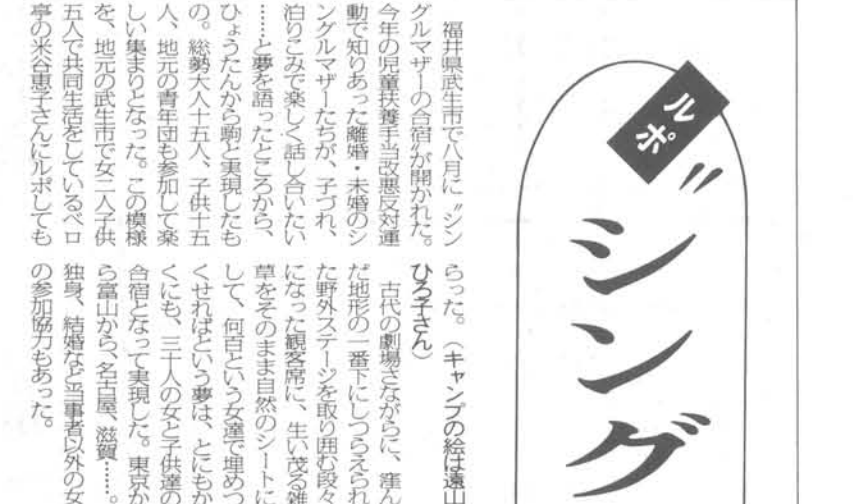 ルポ
〝シング
福井県武生市で八月に〝シン
グルマザーの合宿〟が開かれた。
今年の児童扶養手当改悪反対運
動で知りあった離婚・未婚のシ
ングルマザーたちが、子づれ、
泊りこみで楽しく話し合いたい
……と夢を語ったところから、
ひょうたんから駒と実現したも
の。総勢大人十五人、子供十五
人、地元の青年団も参加して楽
しい集まりとなった。この模様
を、地元の武生市で女二人子供
五人で共同生活をしているベロ
亭の米谷恵子さんにルポしても
らった。（キャンプの絵は遠山
ひろ子さん）
古代の劇場さながらに、窪ん
だ地形の一番下にしつらえられ
た野外ステージを取り囲む段々
になった観客席に、生い茂る雑
草をそのまま自然のシートに
して、何百という女達で埋めつ
くせればという夢は、とにもか
くにも、三十人の女と子供達の
合宿となって実現した。東京か
ら富山から、名古屋、滋賀……。
独身、結婚など当事者以外の女
の参加協力もあった。